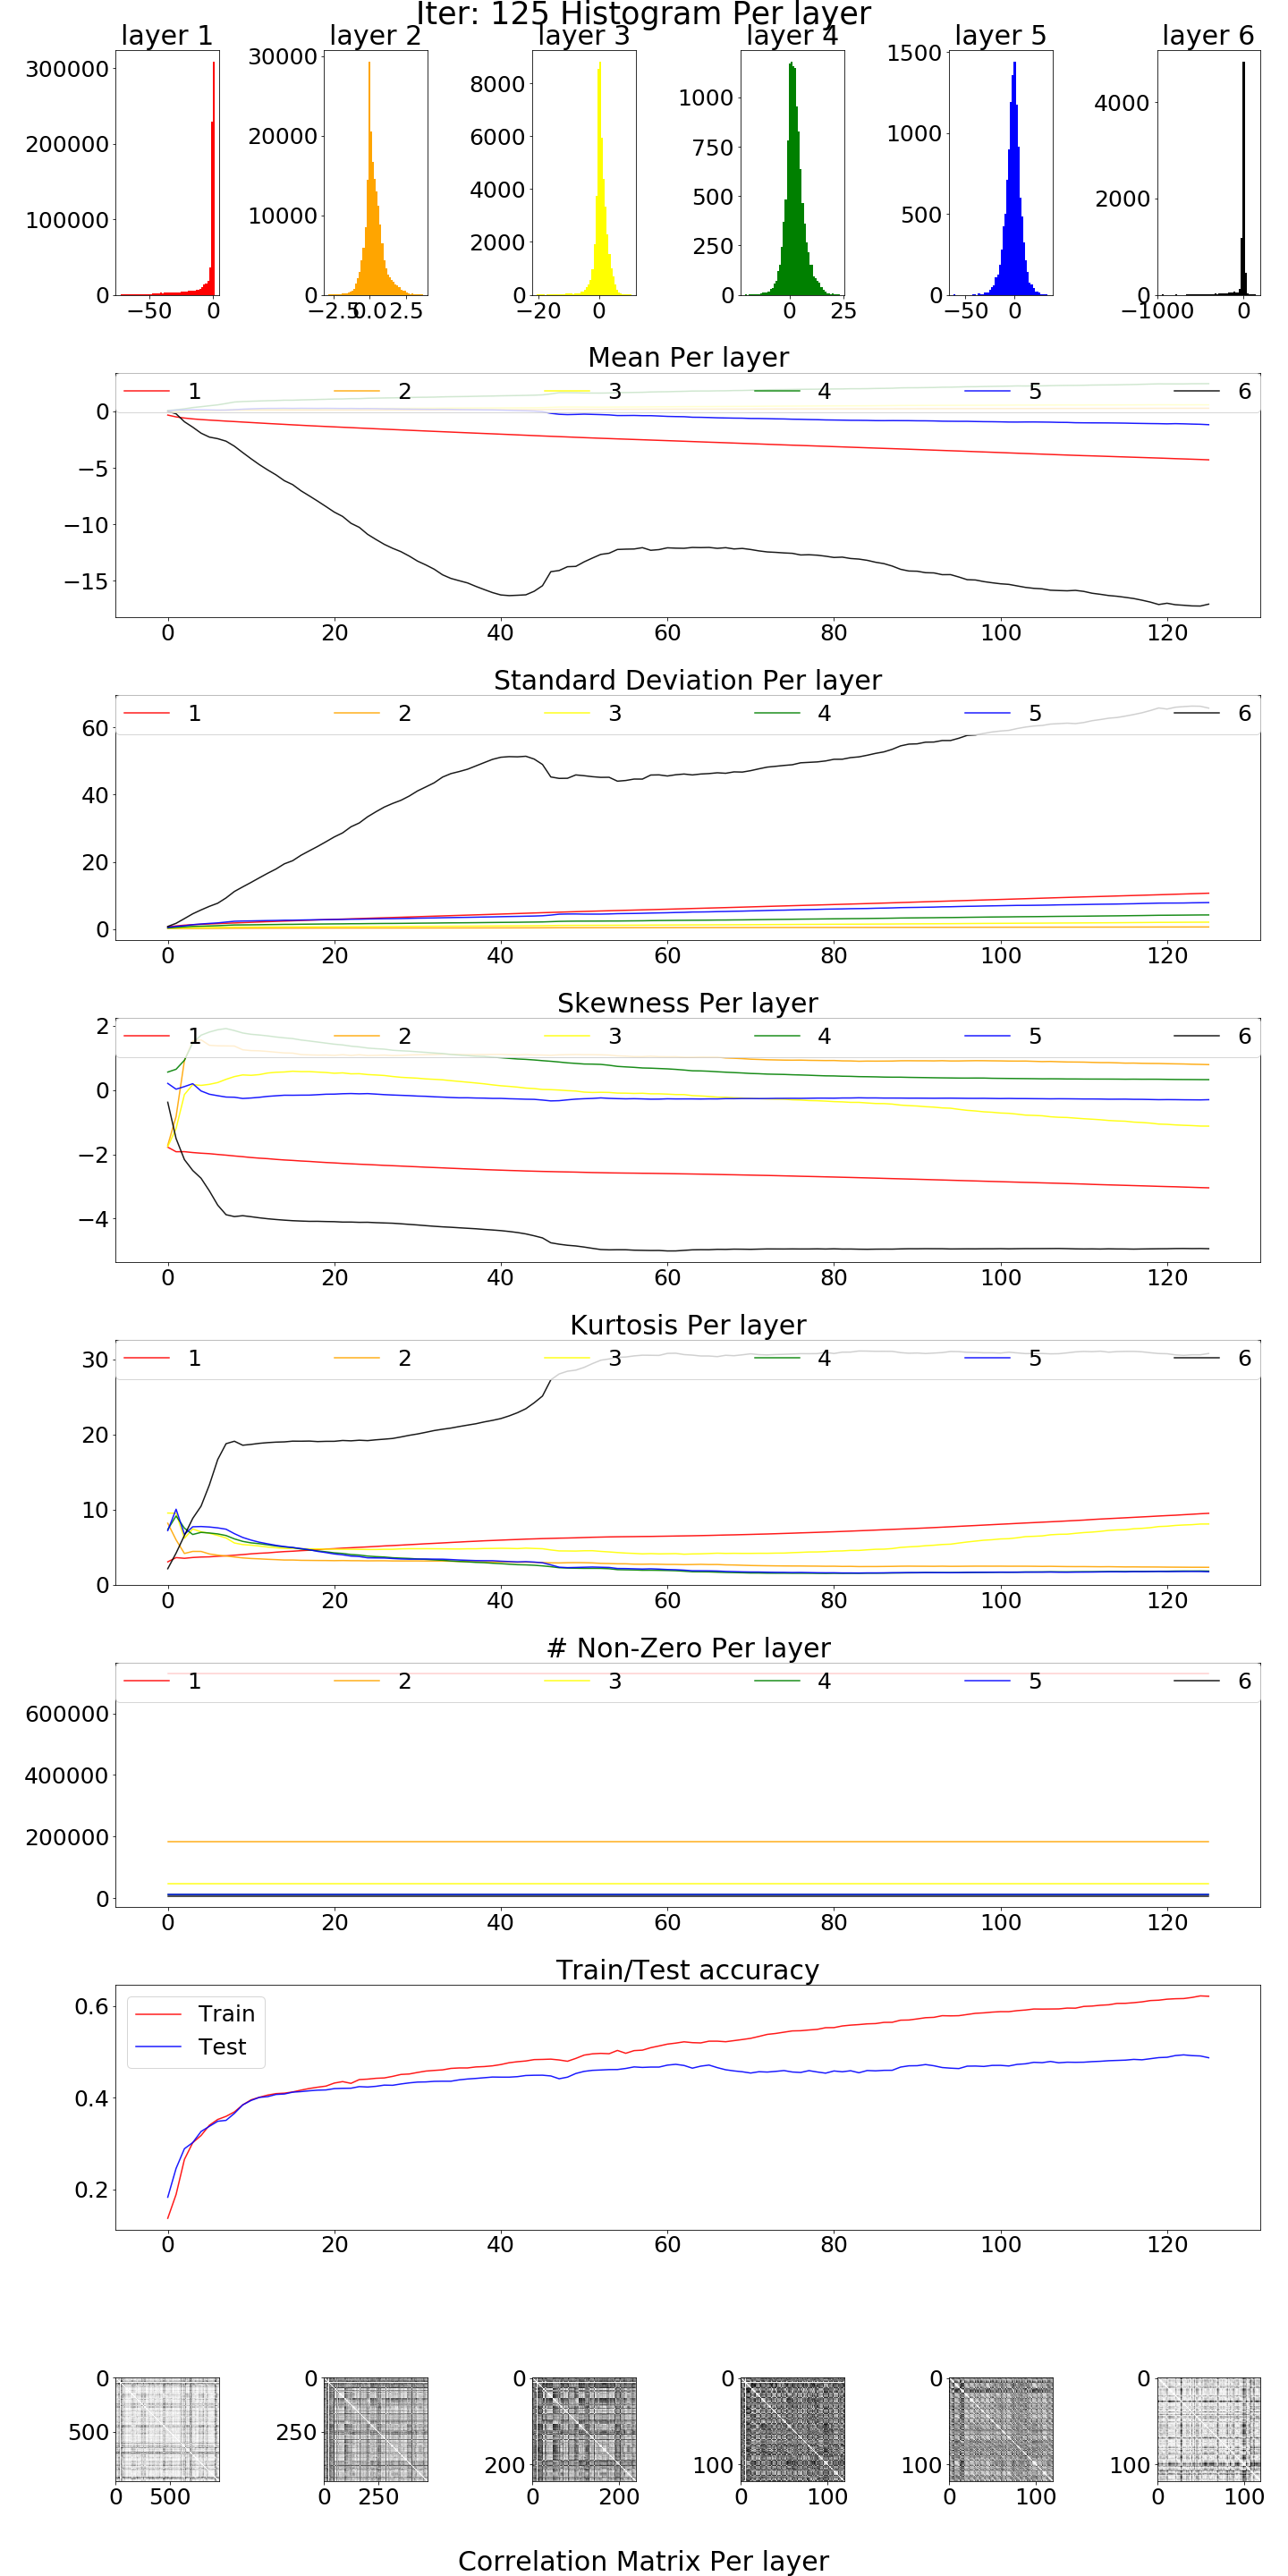 Iter: 125 Histogram Per layer
layer 1 layer 2 layer 3 layer 4 layer 5 layer 6
300000 200000 100000 0 −50 0
30000 20000 10000 0 −2.5 0.0 2.5
8000 6000 4000 2000 0 −20 0
1000 750 500 250 0 0 25
1500 1000 500 0 −50 0
4000 2000 0 −1000 0
Mean Per layer
1 2 3 4 5 6
0
−5
−10
−15
0 20 40 60 80 100 120
Standard Deviation Per layer
1 2 3 4 5 6
60
40
20
0
0 20 40 60 80 100 120
Skewness Per layer
1 2 3 4 5 6
2
0
−2
−4
0 20 40 60 80 100 120
Kurtosis Per layer
1 2 3 4 5 6
30
20
10
0
0 20 40 60 80 100 120
# Non-Zero Per layer
1 2 3 4 5 6
600000
400000
200000
0
0 20 40 60 80 100 120
Train/Test accuracy
Train
Test
0.6
0.4
0.2
0 20 40 60 80 100 120
0 500 0 500
0 250 0 250
0 200 0 200
0 100 0 100
0 100 0 100
0 100 0 100
Correlation Matrix Per layer